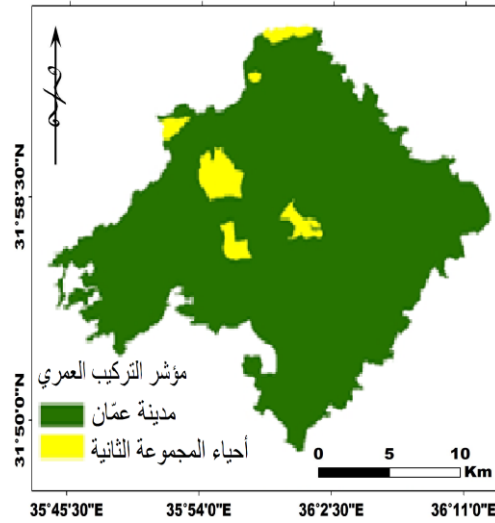 31°58'30"N
31°50'0"N
مؤشر التركيب العمري
مدينة عمّان
أحياء المجموعة الثانية
0 5 10
Km
35°45'30"E 35°54'0"E 36°2'30"E 36°11'0"E